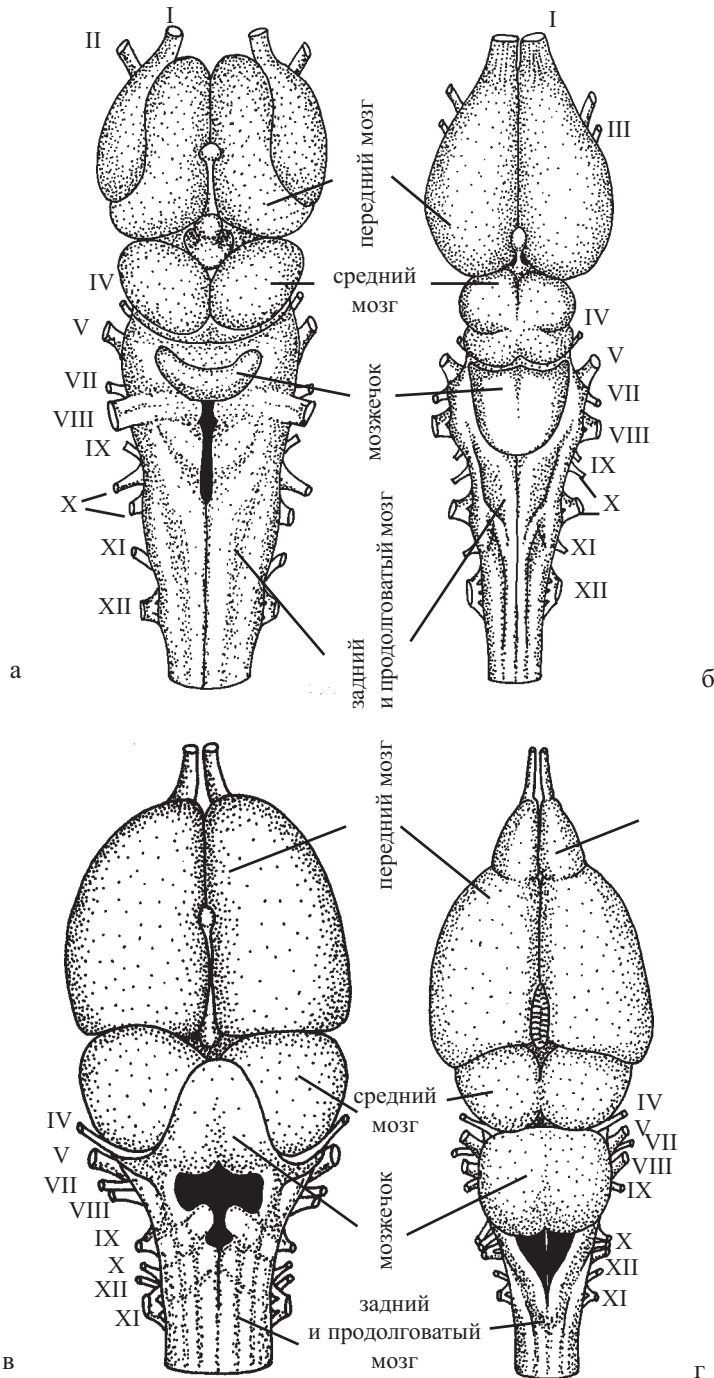 I
II
IV
V
VII
VIII
IX
X
XI
XII
а
передний мозг
средний
мозг
мозжечок
задний
и продолговатый мозг
I
III
IV
V
VII
VIII
IX
X
XI
XII
б
передний мозг
средний
мозг
мозжечок
задний
и продолговатый
мозг
IV
V
VII
VIII
IX
X
XII
XI
в
IV
V
VII
VIII
IX
X
XII
XI
г